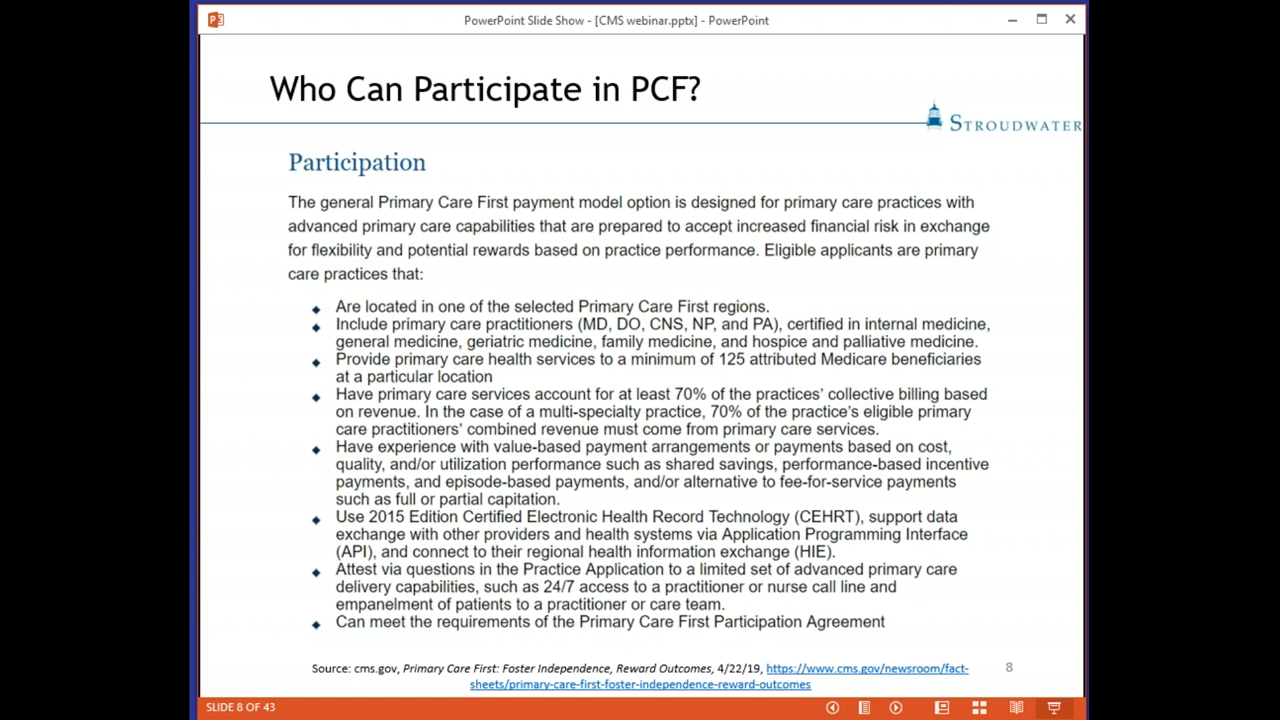 PowerPoint Slide Show - [CMS webinar.pptx] - PowerPoint
Who Can Participate in PCF?
STROUDWATER
Participation
The general Primary Care First payment model option is designed for primary care practices with
advanced primary care capabilities that are prepared to accept increased financial risk in exchange
for flexibility and potential rewards based on practice performance. Eligible applicants are primary
care practices that:
Are located in one of the selected Primary Care First regions.
Include primary care practitioners (MD, DO, CNS, NP, and PA), certified in internal medicine,
general medicine, geriatric medicine, family medicine, and hospice and palliative medicine.
Provide primary care health services to a minimum of 125 attributed Medicare beneficiaries
at a particular location
Have primary care services account for at least 70% of the practices' collective billing based
on revenue. In the case of a multi-specialty practice, 70% of the practice's eligible primary
care practitioners' combined revenue must come from primary care services.
Have experience with value-based payment arrangements or payments based on cost,
quality, and/or utilization performance such as shared savings, performance-based incentive
payments, and episode-based payments, and/or alternative to fee-for-service payments
such as full or partial capitation.
Use 2015 Edition Certified Electronic Health Record Technology (CEHRT), support data
exchange with other providers and health systems via Application Programming Interface
(API), and connect to their regional health information exchange (HIE).
Attest via questions in the Practice Application to a limited set of advanced primary care
delivery capabilities, such as 24/7 access to a practitioner or nurse call line and
empanelment of patients to a practitioner or care team.
Can meet the requirements of the Primary Care First Participation Agreement
Source: cms.gov, Primary Care First: Foster Independence, Reward Outcomes, 4/22/19, https://www.cms.gov/newsroom/fact-
sheets/primary-care-first-foster-independence-reward-outcomes
8
SLIDE 8 OF 43